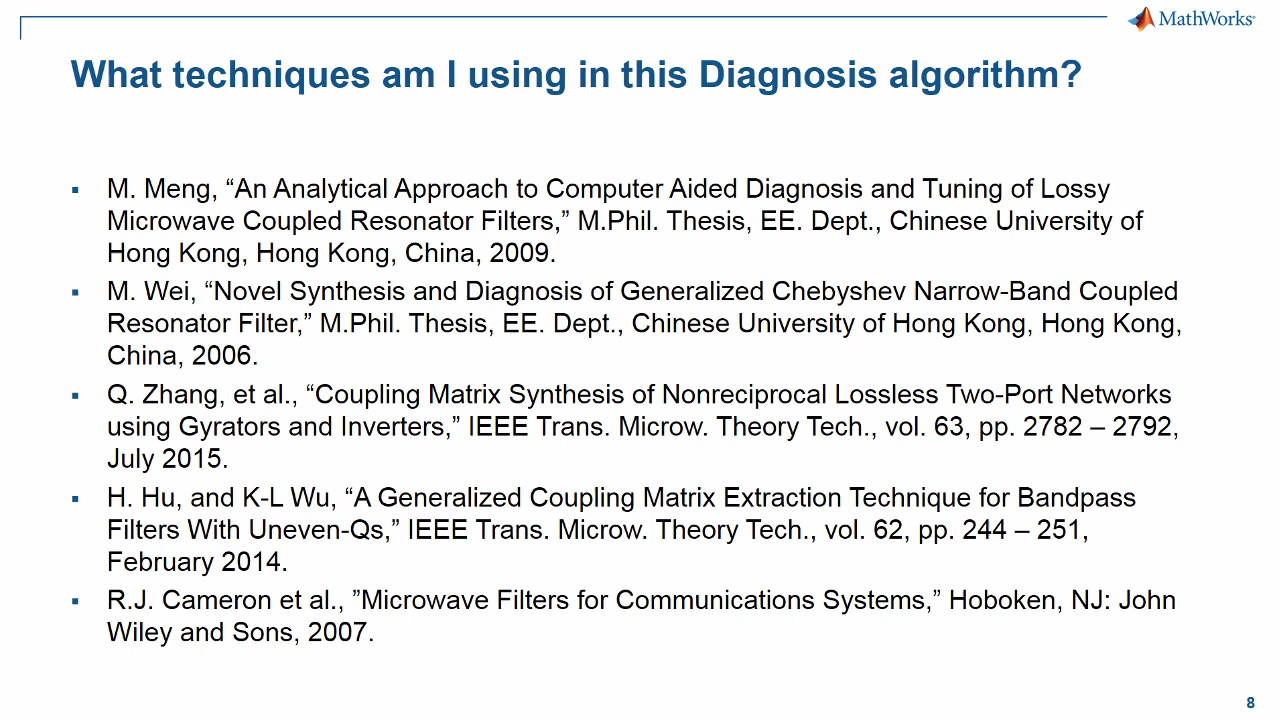 MathWorks®
What techniques am I using in this Diagnosis algorithm?
▪ M. Meng, “An Analytical Approach to Computer Aided Diagnosis and Tuning of Lossy
Microwave Coupled Resonator Filters,” M.Phil. Thesis, EE. Dept., Chinese University of
Hong Kong, Hong Kong, China, 2009.
▪ M. Wei, “Novel Synthesis and Diagnosis of Generalized Chebyshev Narrow-Band Coupled
Resonator Filter,” M.Phil. Thesis, EE. Dept., Chinese University of Hong Kong, Hong Kong,
China, 2006.
▪ Q. Zhang, et al., “Coupling Matrix Synthesis of Nonreciprocal Lossless Two-Port Networks
using Gyrators and Inverters,” IEEE Trans. Microw. Theory Tech., vol. 63, pp. 2782 – 2792,
July 2015.
▪ H. Hu, and K-L Wu, “A Generalized Coupling Matrix Extraction Technique for Bandpass
Filters With Uneven-Qs,” IEEE Trans. Microw. Theory Tech., vol. 62, pp. 244 – 251,
February 2014.
▪ R.J. Cameron et al., ”Microwave Filters for Communications Systems,” Hoboken, NJ: John
Wiley and Sons, 2007.
8